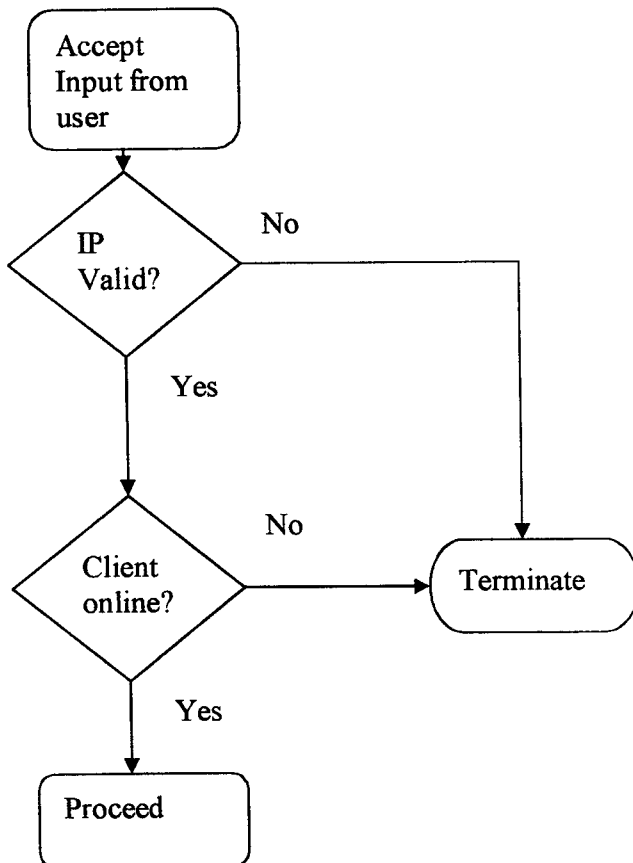 Accept
Input from
user
IP
Valid?
No
Yes
Client
online?
No
Terminate
Yes
Proceed